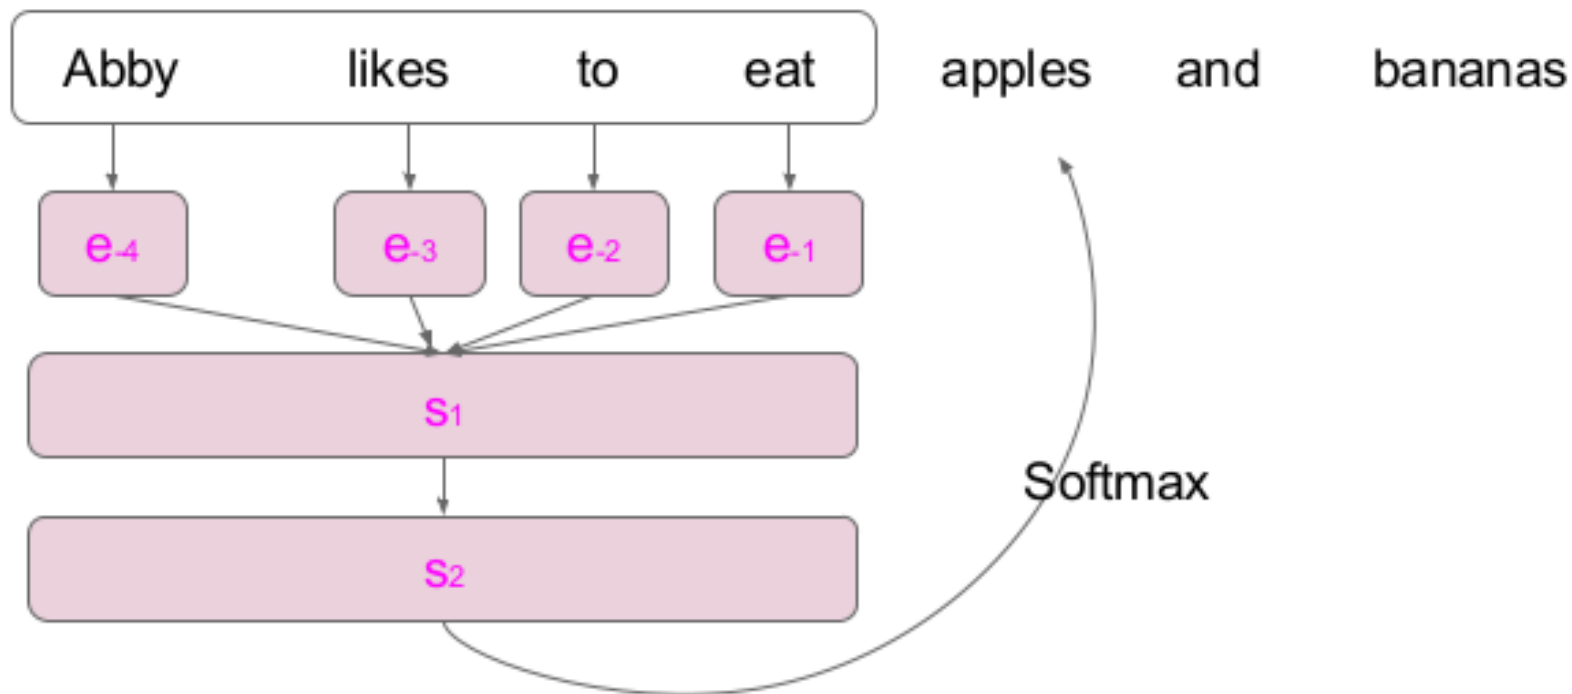 Abby likes to eat apples and bananas
e-4 e-3 e-2 e-1
s1
Softmax
s2